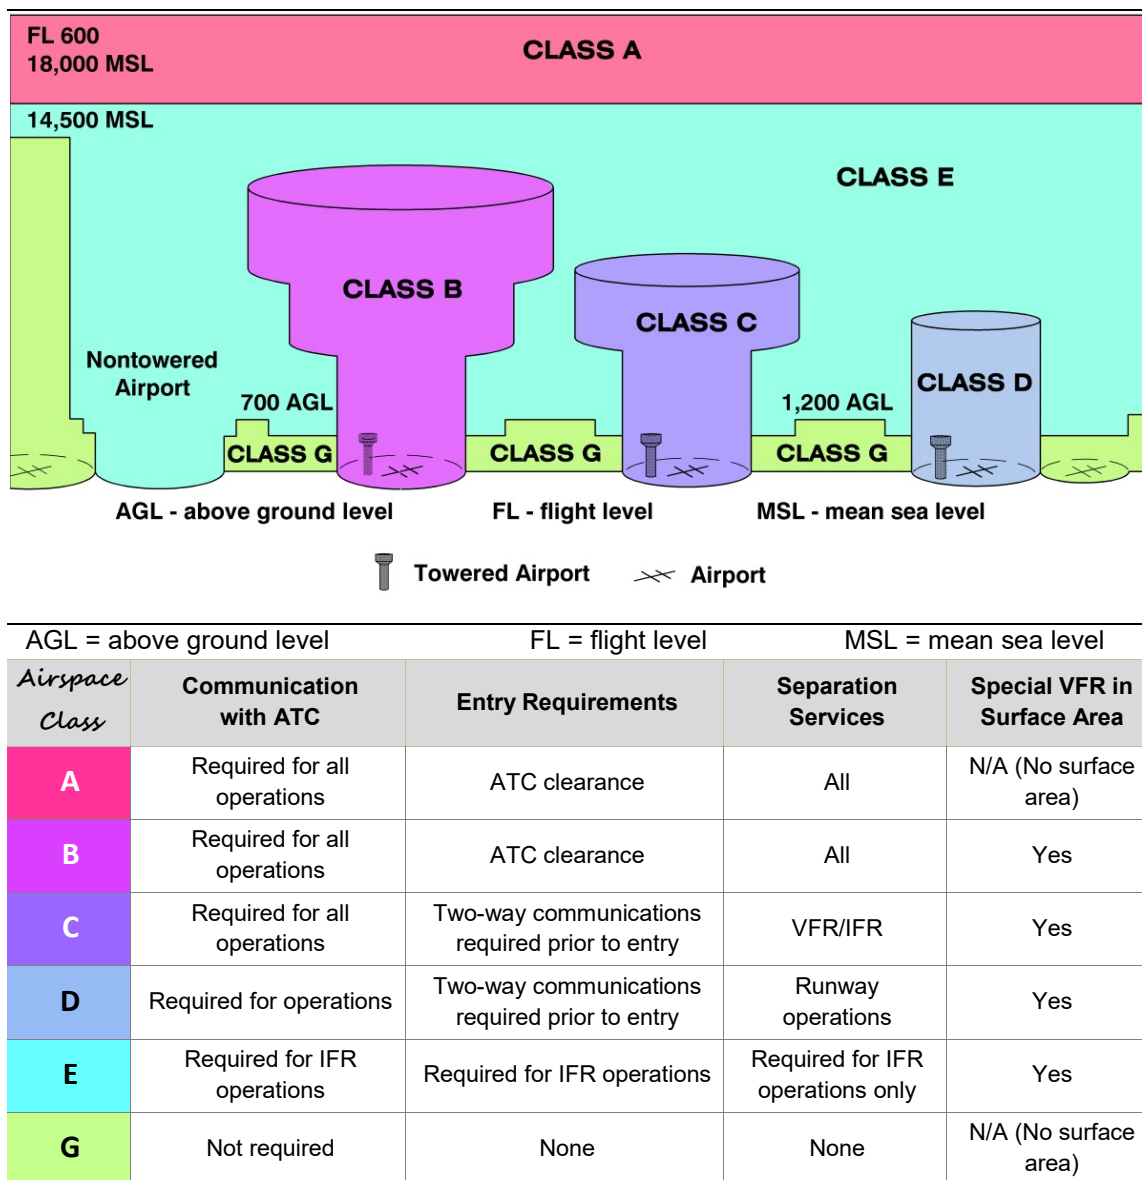 FL 600
18,000 MSL
CLASS A
14,500 MSL
CLASS E
CLASS B
CLASS C
Nontowered
Airport
CLASS D
700 AGL
1,200 AGL
CLASS G
CLASS G
CLASS G
AGL - above ground level FL - flight level MSL - mean sea level
Towered Airport Airport
AGL = above ground level FL = flight level MSL = mean sea level
Airspace
Class
Communication
with ATC
Entry Requirements
Separation
Services
Special VFR in
Surface Area
A
Required for all
operations
ATC clearance
All
N/A (No surface
area)
B
Required for all
operations
ATC clearance
All
Yes
C
Required for all
operations
Two-way communications
required prior to entry
VFR/IFR
Yes
D
Required for operations
Two-way communications
required prior to entry
Runway
operations
Yes
E
Required for IFR
operations
Required for IFR operations
Required for IFR
operations only
Yes
G
Not required
None
None
N/A (No surface
area)